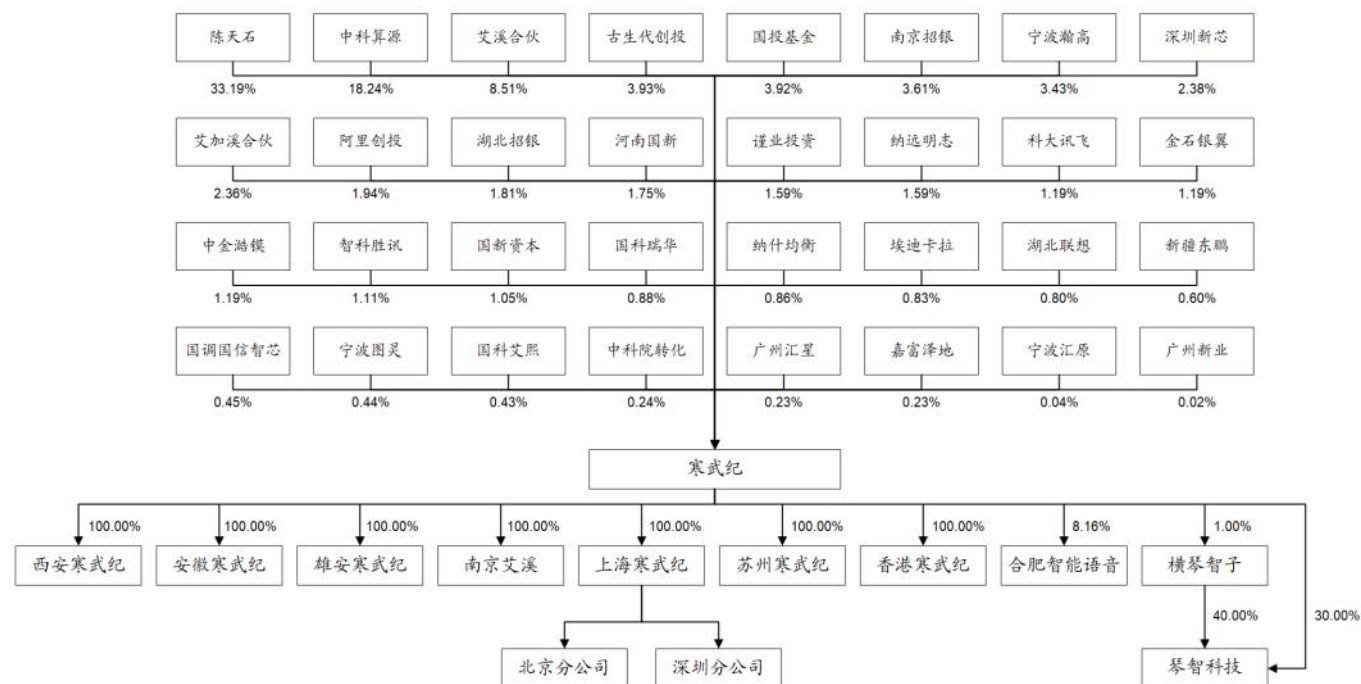 陈天石 中科算源 艾溪合伙 古生代创投 国投基金 南京招银 宁波瀚高 深圳新芯
33.19% 18.24% 8.51% 3.93% 3.92% 3.61% 3.43% 2.38%
艾加溪合伙 阿里创投 湖北招银 河南国新 谨业投资 纳远明志 科大讯飞 金石银翼
2.36% 1.94% 1.81% 1.75% 1.59% 1.59% 1.19% 1.19%
中金澔镆 智科胜讯 国新资本 国科瑞华 纳什均衡 埃迪卡拉 湖北联想 新疆东鹏
1.19% 1.11% 1.05% 0.88% 0.86% 0.83% 0.80% 0.60%
国调国信智芯 宁波图灵 国科艾熙 中科院转化 广州汇星 嘉富泽地 宁波汇原 广州新业
0.45% 0.44% 0.43% 0.24% 0.23% 0.23% 0.04% 0.02%
寒武纪
100.00% 100.00% 100.00% 100.00% 100.00% 100.00% 100.00% 8.16% 1.00%
西安寒武纪 安徽寒武纪 雄安寒武纪 南京艾溪 上海寒武纪 苏州寒武纪 香港寒武纪 合肥智能语音 横琴智子
40.00% 30.00%
北京分公司 深圳分公司 琴智科技